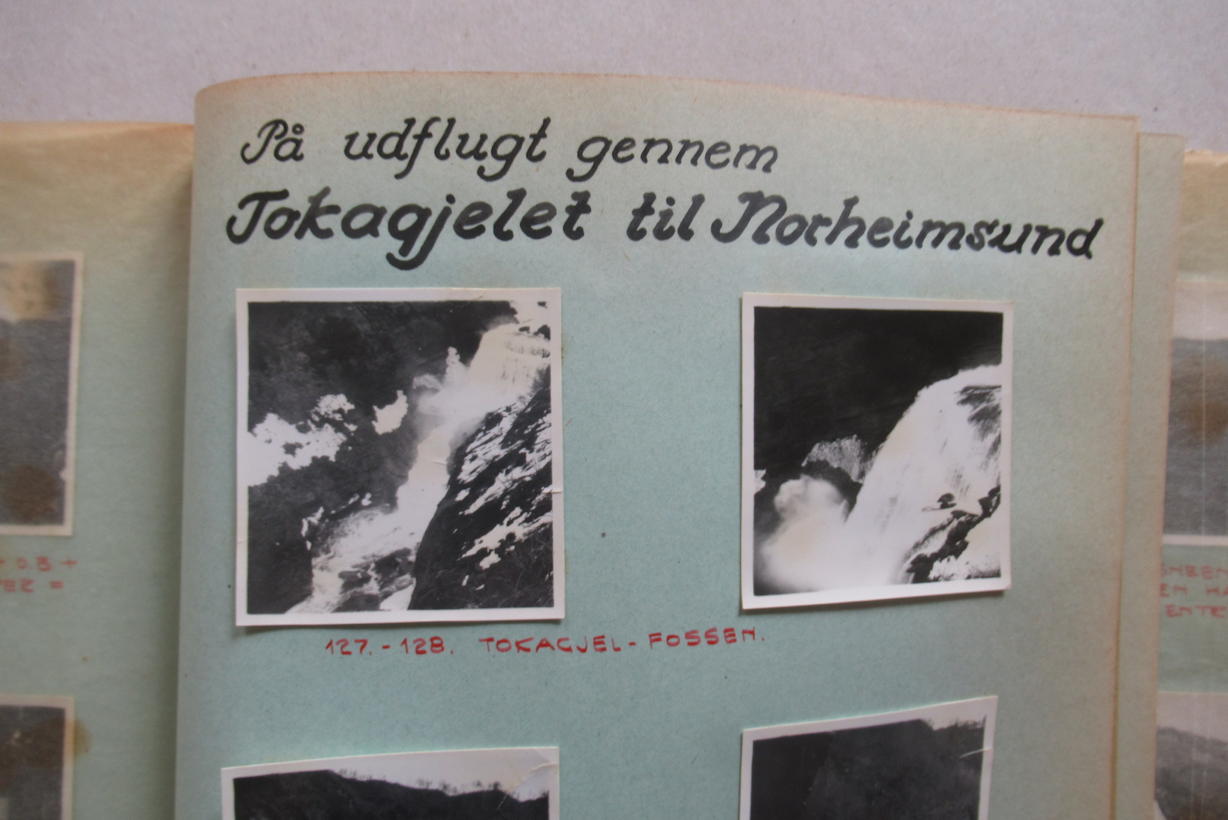 På udflugt gennem
Tokagjelet til Norheimsund
127.-128. TOKAGJEL-FOSSEN.